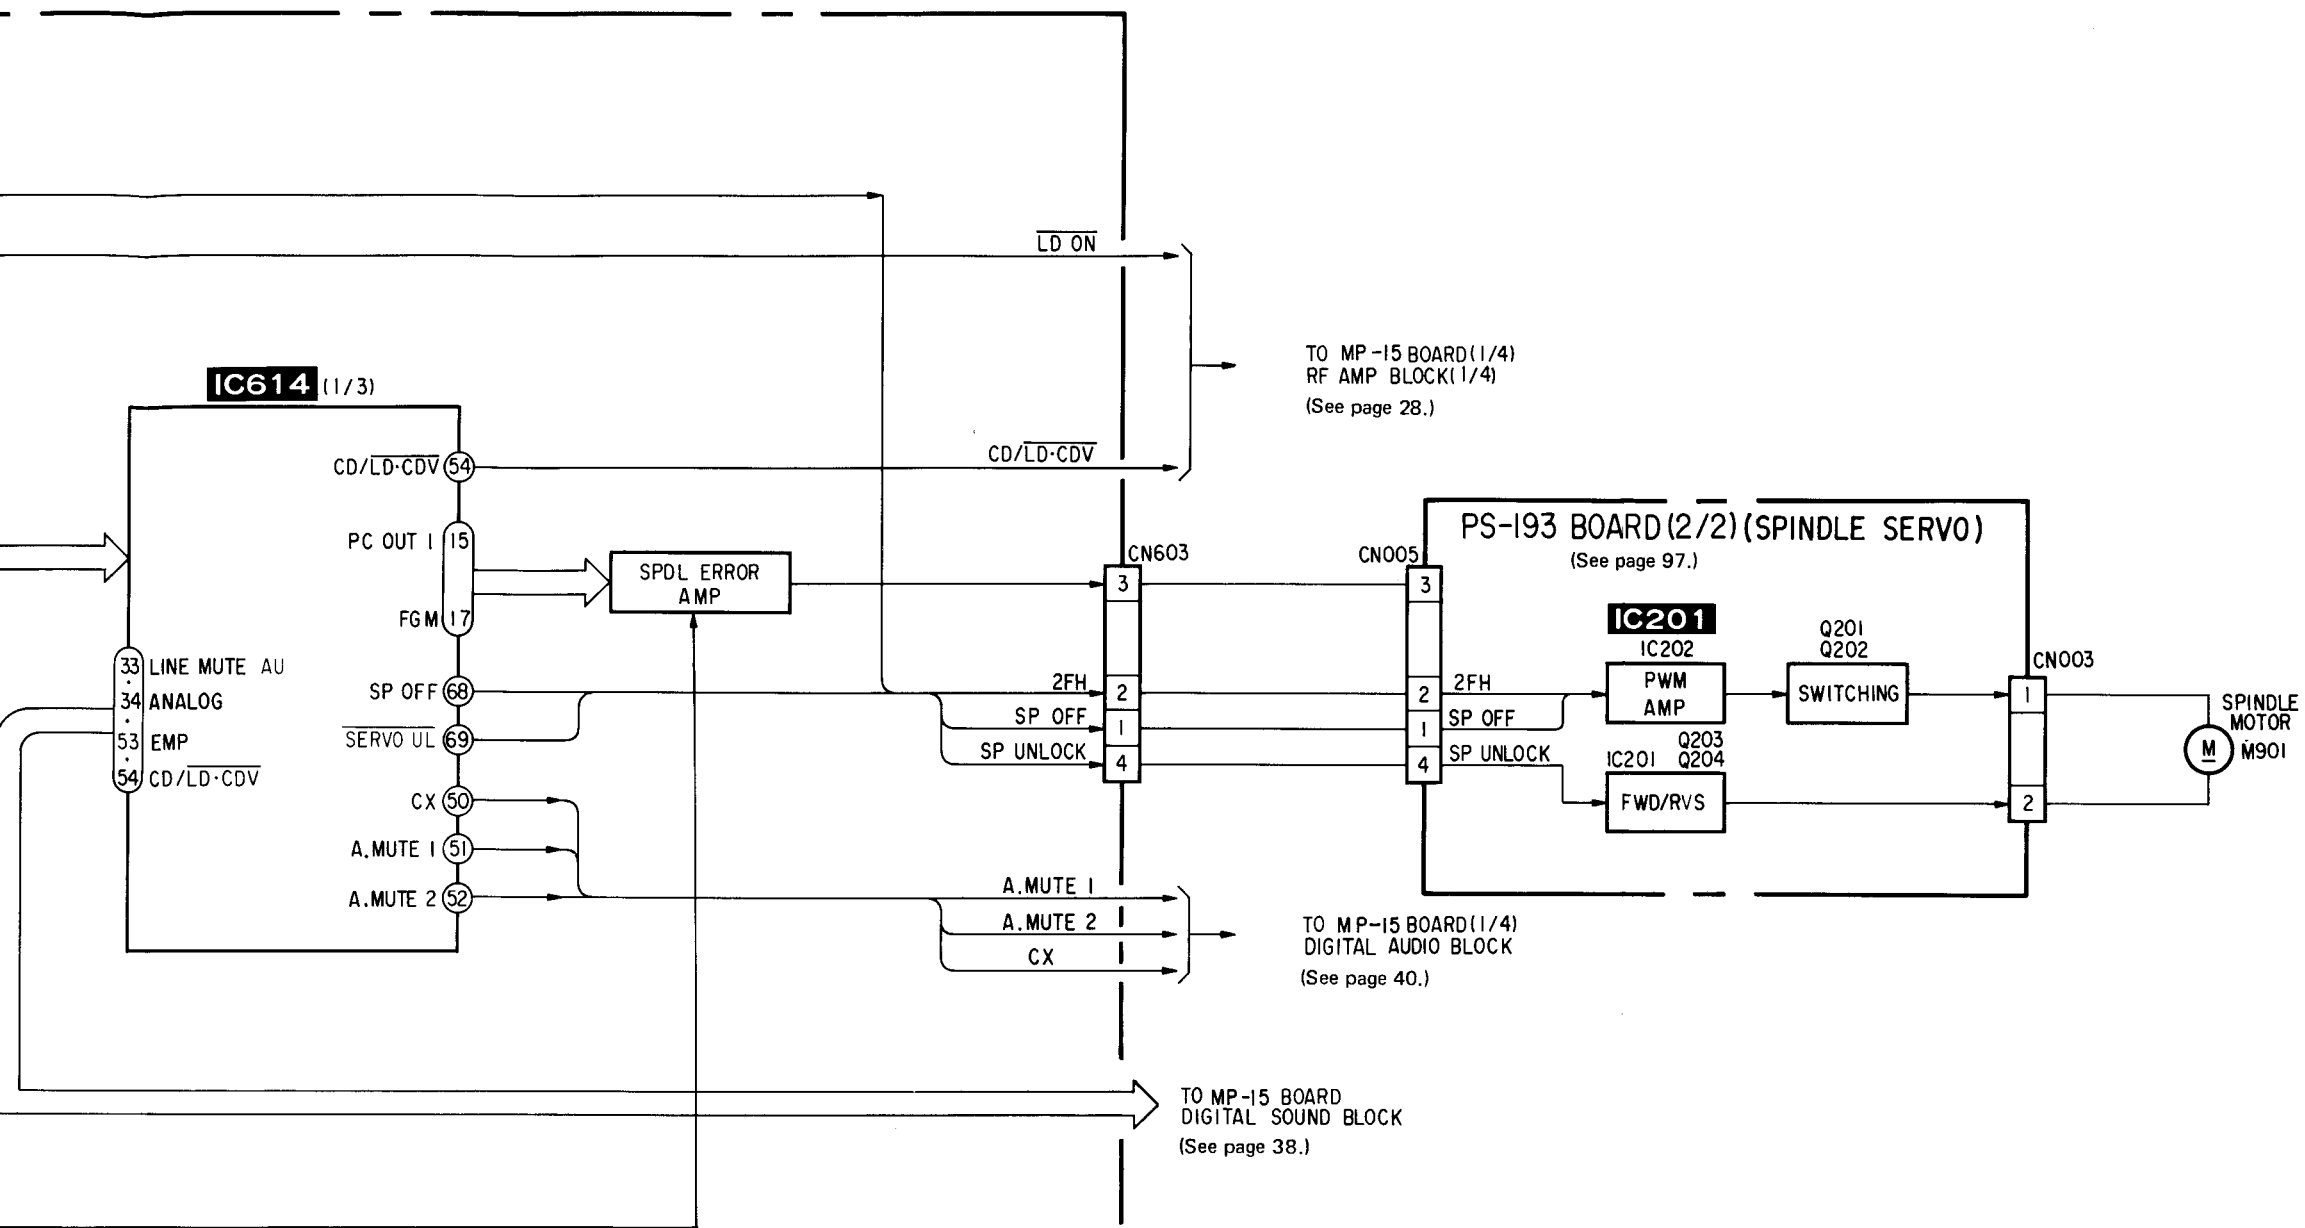 LD ON
TO MP-15 BOARD(1/4)
RF AMP BLOCK(1/4)
(See page 28.)
IC614 (1/3)
CD/LD·CDV 54
CD/LD·CDV
PC OUT 1 15
FGM 17
SPDL ERROR
AMP
CN603
3
2
1
4
CN005
3
2
1
4
PS-193 BOARD(2/2)(SPINDLE SERVO)
(See page 97.)
IC201
IC202
PWM
AMP
Q201
Q202
SWITCHING
CN003
1
2
SPINDLE
MOTOR
M
M901
33 LINE MUTE AU
34 ANALOG
53 EMP
54 CD/LD·CDV
SP OFF 68
SERVO UL 69
2FH
SP OFF
SP UNLOCK
2FH
SP OFF
SP UNLOCK
Q203
IC201 Q204
FWD/RVS
CX 50
A.MUTE 1 51
A.MUTE 2 52
A.MUTE 1
A.MUTE 2
CX
TO MP-15 BOARD(1/4)
DIGITAL AUDIO BLOCK
(See page 40.)
TO MP-15 BOARD
DIGITAL SOUND BLOCK
(See page 38.)